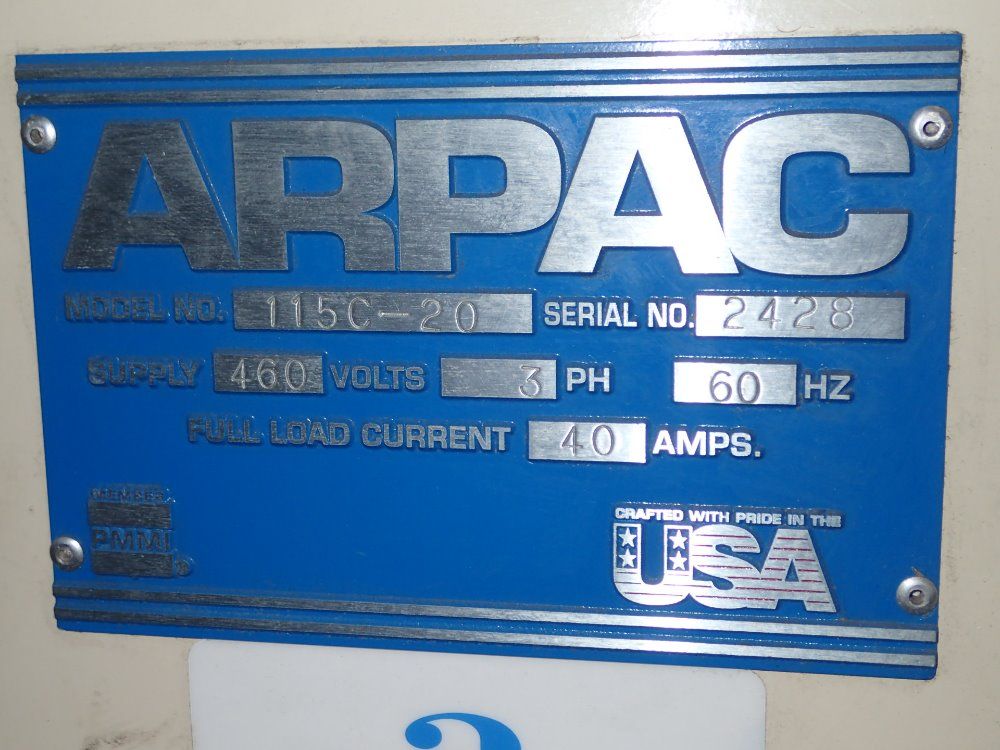 ARPAC
MODEL NO. 115C-20 SERIAL NO. 2428
SUPPLY 460 VOLTS 3 PH 60 HZ
FULL LOAD CURRENT 40 AMPS.
MEMBER
PMMI
®
CRAFTED WITH PRIDE IN THE
USA